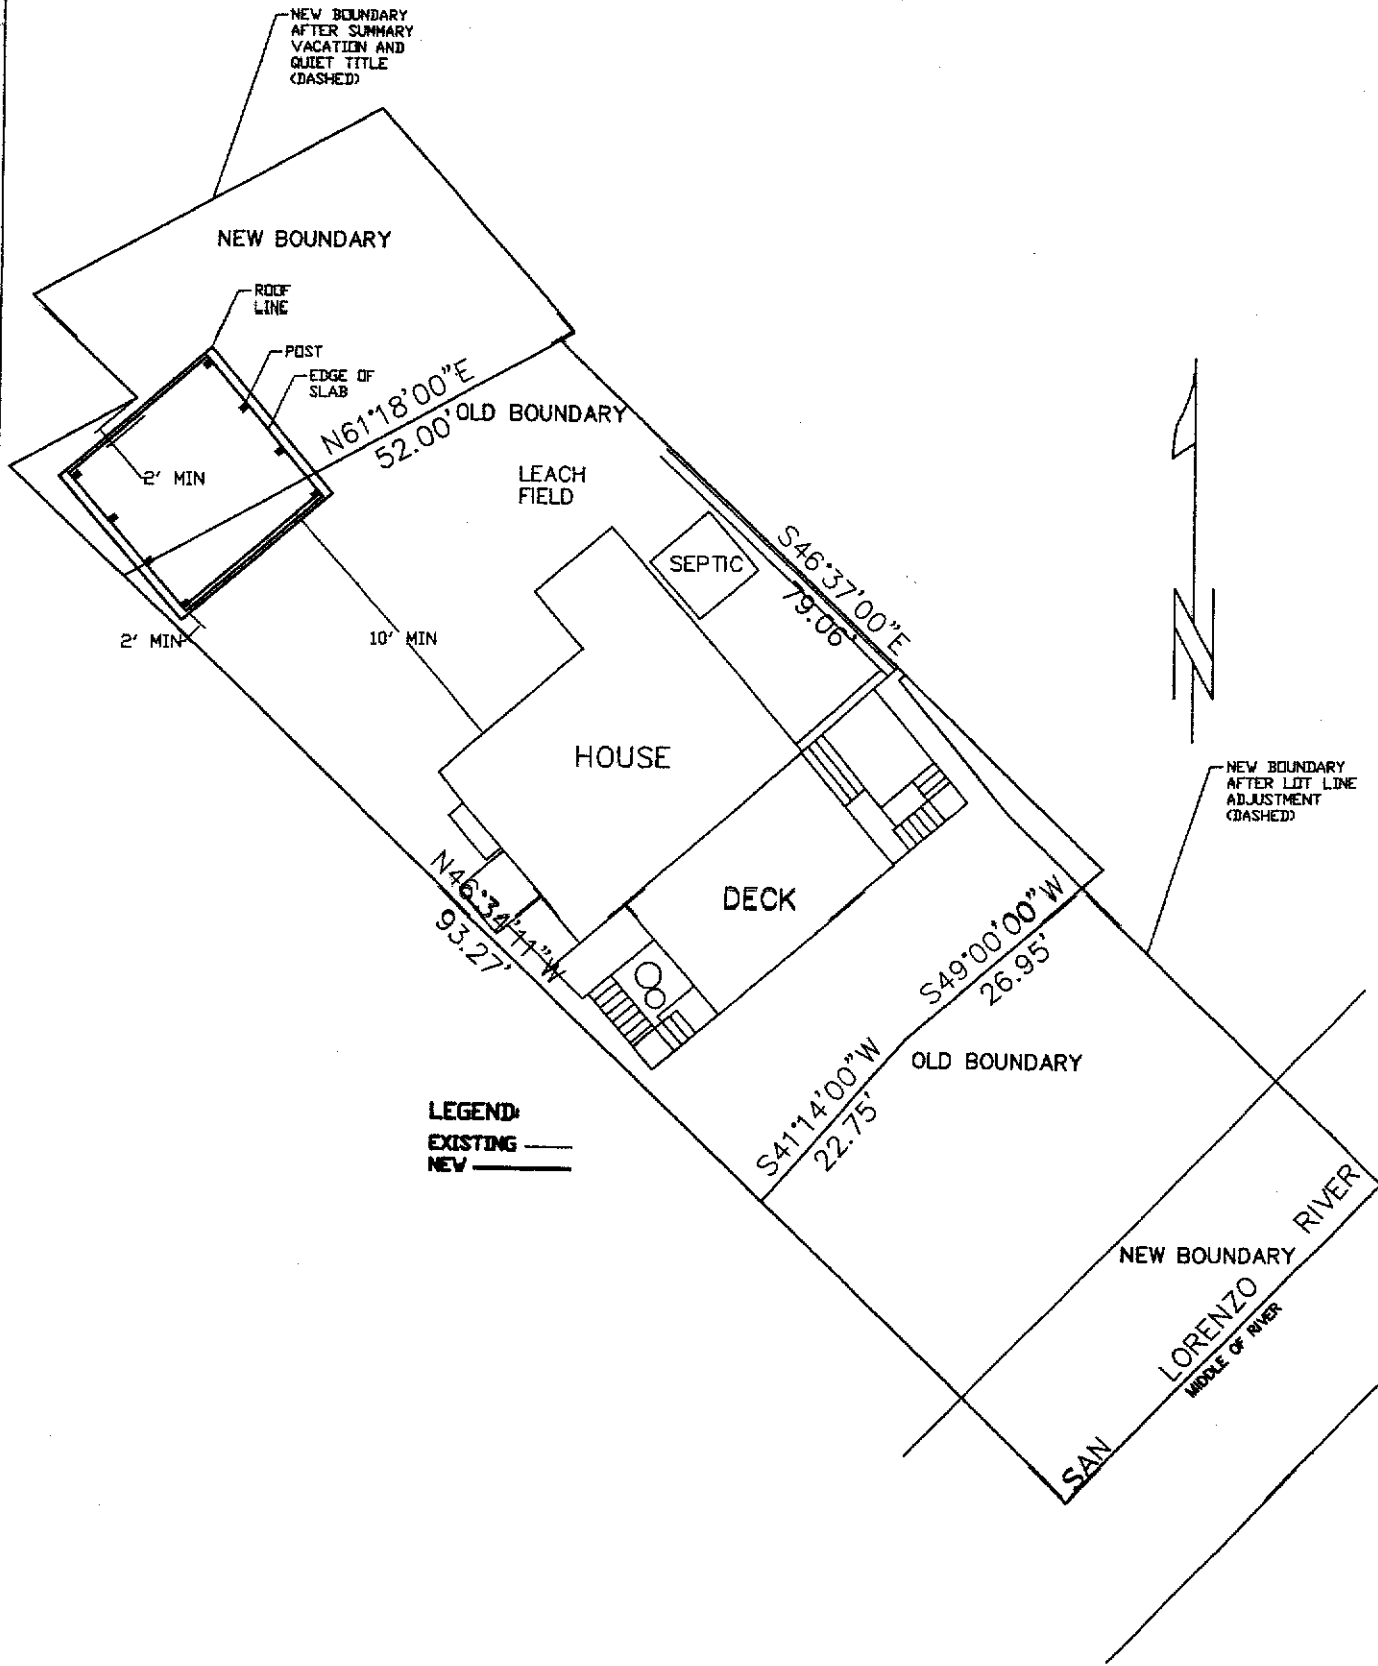 NEW BOUNDARY
AFTER SUMMARY
VACATION AND
QUIET TITLE
(DASHED)
NEW BOUNDARY
ROOF
LINE
POST
EDGE OF
SLAB
N61°18'00"E
52.00'
OLD BOUNDARY
LEACH
FIELD
2' MIN
SEPTIC
S46°37'00"E
79.06'
2' MIN
10' MIN
HOUSE
NEW BOUNDARY
AFTER LOT LINE
ADJUSTMENT
(DASHED)
N
DECK
N46°34'11"W
93.27'
S49°00'00"W
26.95'
OLD BOUNDARY
S41°14'00"W
22.75'
LEGEND:
EXISTING
NEW
NEW BOUNDARY
SAN LORENZO RIVER
MIDDLE OF RIVER